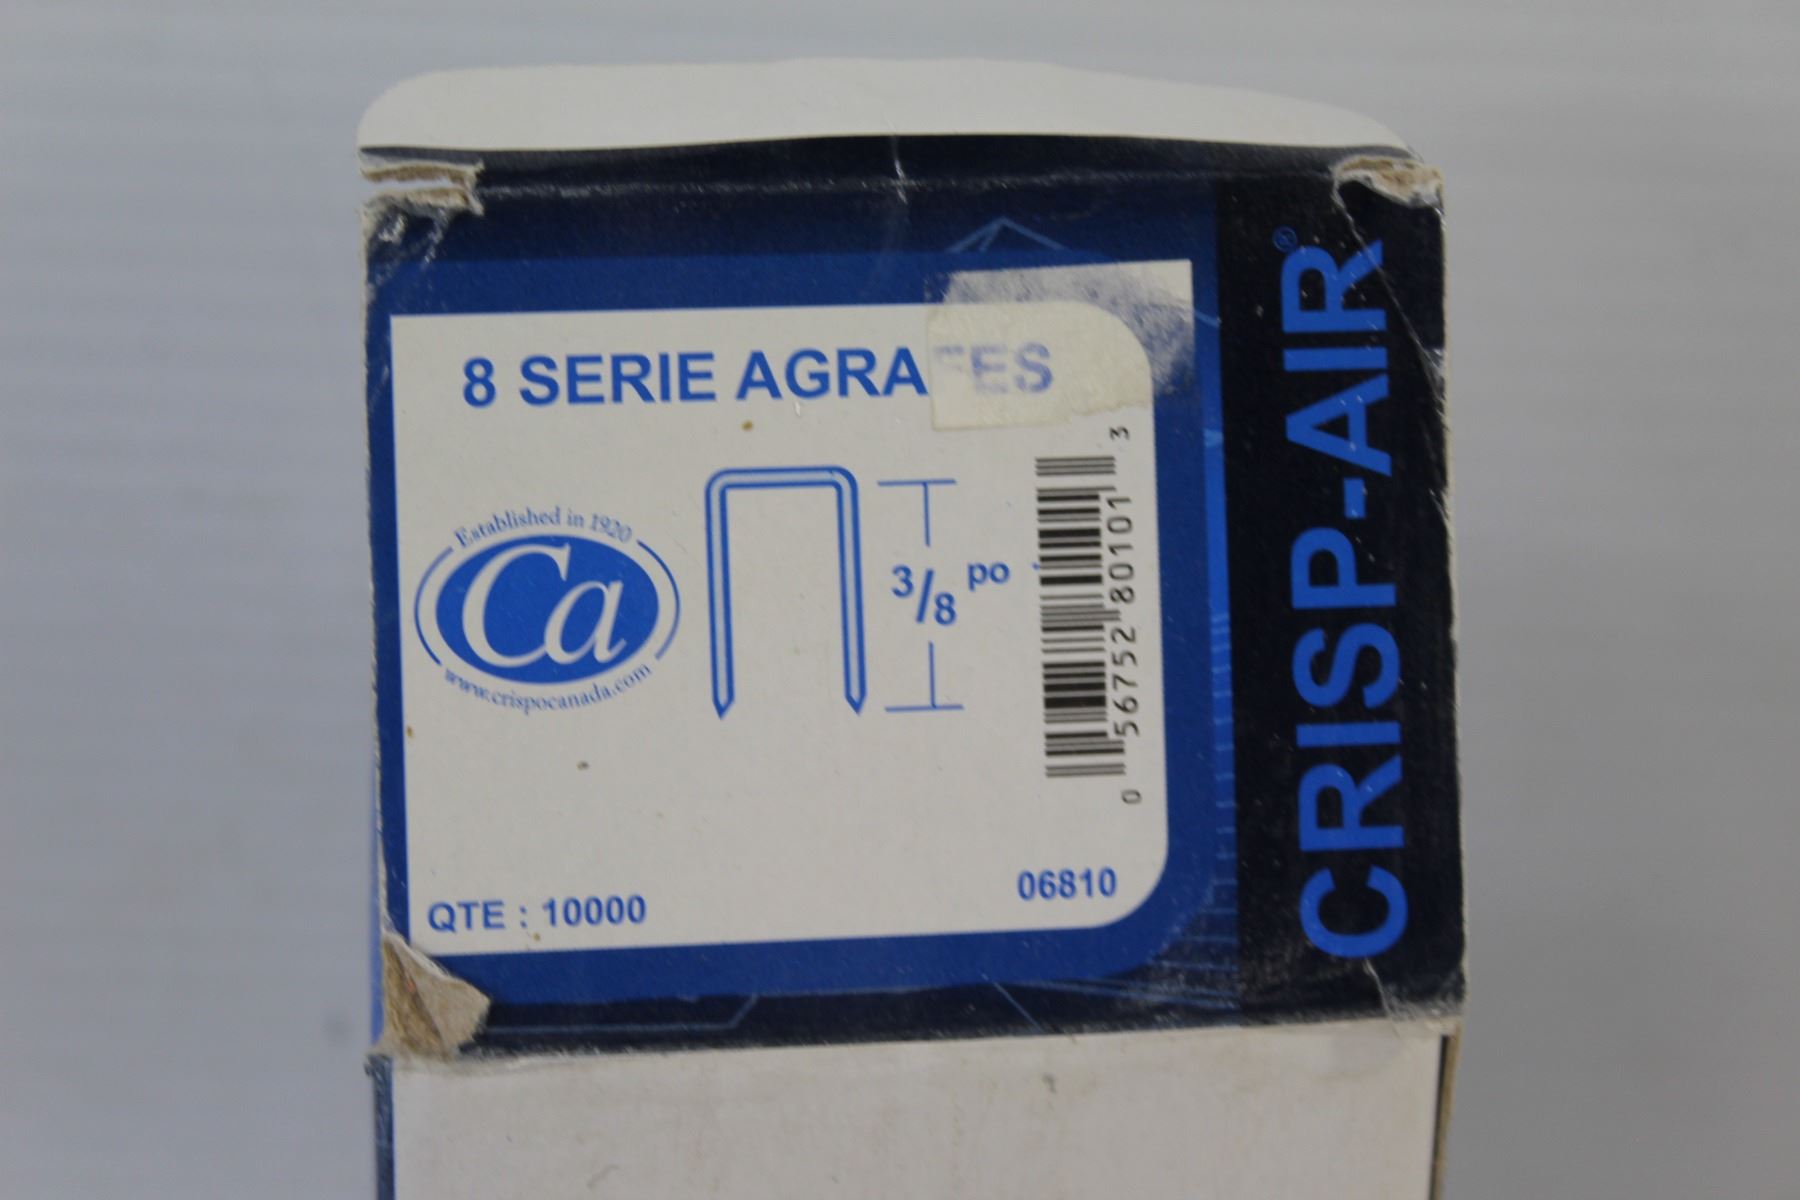 8 SERIE AGRAFES
Established in 1920
Ca
www.crispocanada.com
3/8 po
0 56752 80101 3
QTE : 10000
06810
CRISP-AIR®